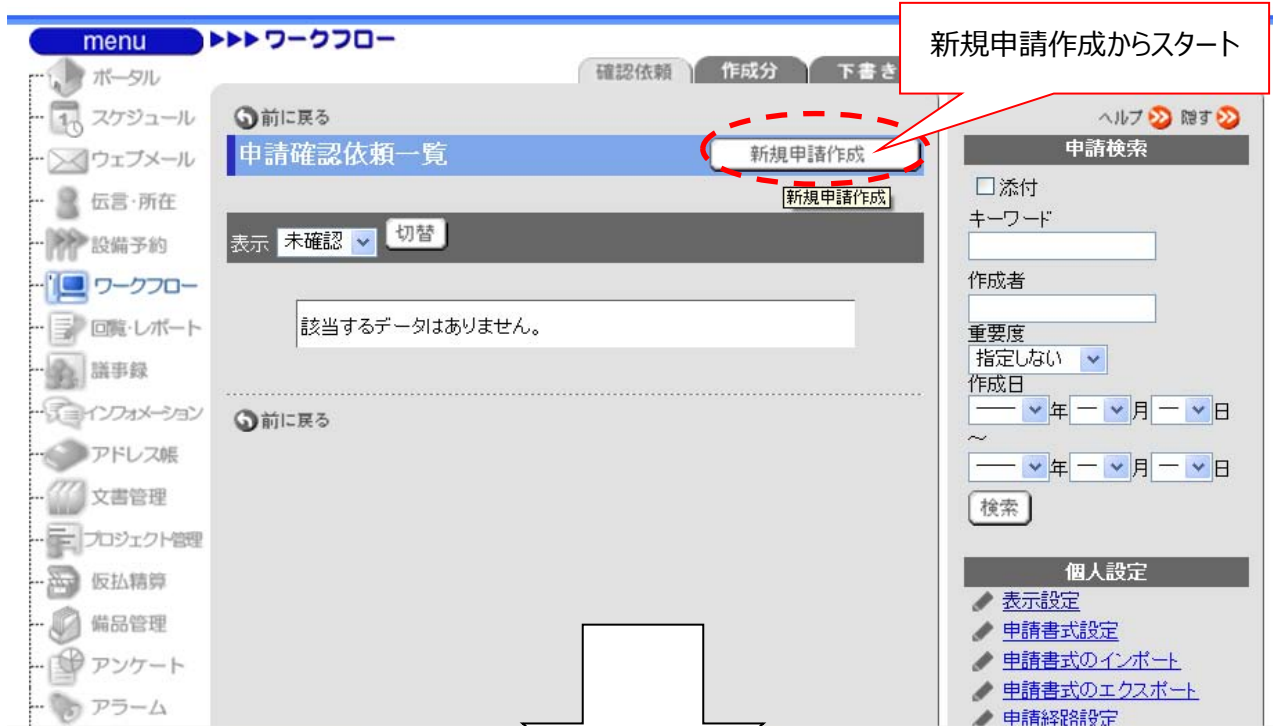 新規申請作成からスタート
menu
▶▶▶ワークフロー
ポータル
スケジュール
ウェブメール
伝言・所在
設備予約
ワークフロー
回覧・レポート
議事録
インフォメーション
アドレス帳
文書管理
プロジェクト管理
仮払精算
備品管理
アンケート
アラーム
確認依頼 作成分 下書き
前に戻る
申請確認依頼一覧 新規申請作成
新規申請作成
表示 未確認 切替
該当するデータはありません。
前に戻る
ヘルプ 隠す
申請検索
添付
キーワード
作成者
重要度
指定しない
作成日
―― 年 ― 月 ― 日
~
―― 年 ― 月 ― 日
検索
個人設定
表示設定
申請書式設定
申請書式のインポート
申請書式のエクスポート
申請経路設定